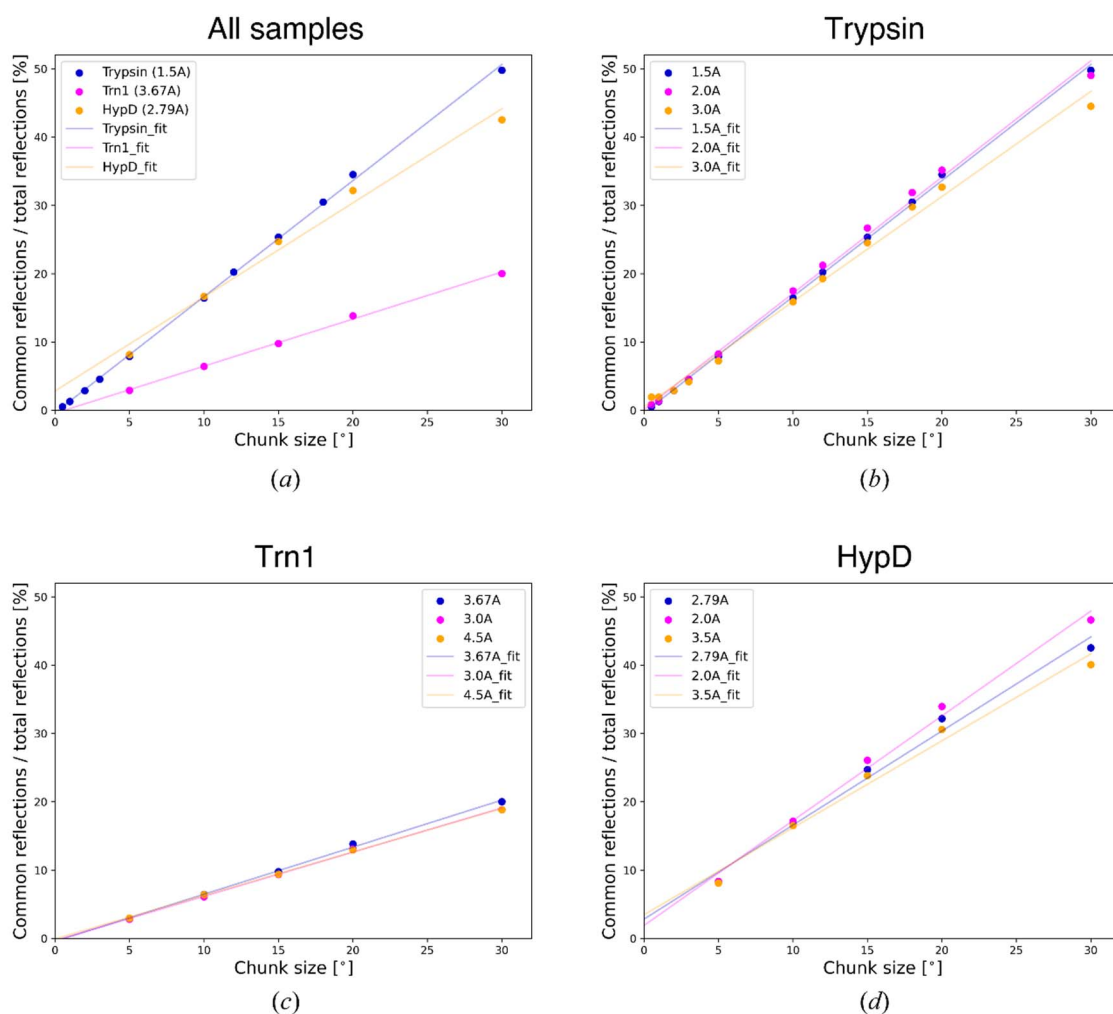 All samples
Common reflections / total reflections [%]
50
40
30
20
10
0
Trypsin (1.5A)
Trn1 (3.67A)
HypD (2.79A)
Trypsin_fit
Trn1_fit
HypD_fit
0 5 10 15 20 25 30
Chunk size [°]
(a)
Trypsin
Common reflections / total reflections [%]
50
40
30
20
10
0
1.5A
2.0A
3.0A
1.5A_fit
2.0A_fit
3.0A_fit
0 5 10 15 20 25 30
Chunk size [°]
(b)
Trn1
Common reflections / total reflections [%]
50
40
30
20
10
0
3.67A
3.0A
4.5A
3.67A_fit
3.0A_fit
4.5A_fit
0 5 10 15 20 25 30
Chunk size [°]
(c)
HypD
Common reflections / total reflections [%]
50
40
30
20
10
0
2.79A
2.0A
3.5A
2.79A_fit
2.0A_fit
3.5A_fit
0 5 10 15 20 25 30
Chunk size [°]
(d)